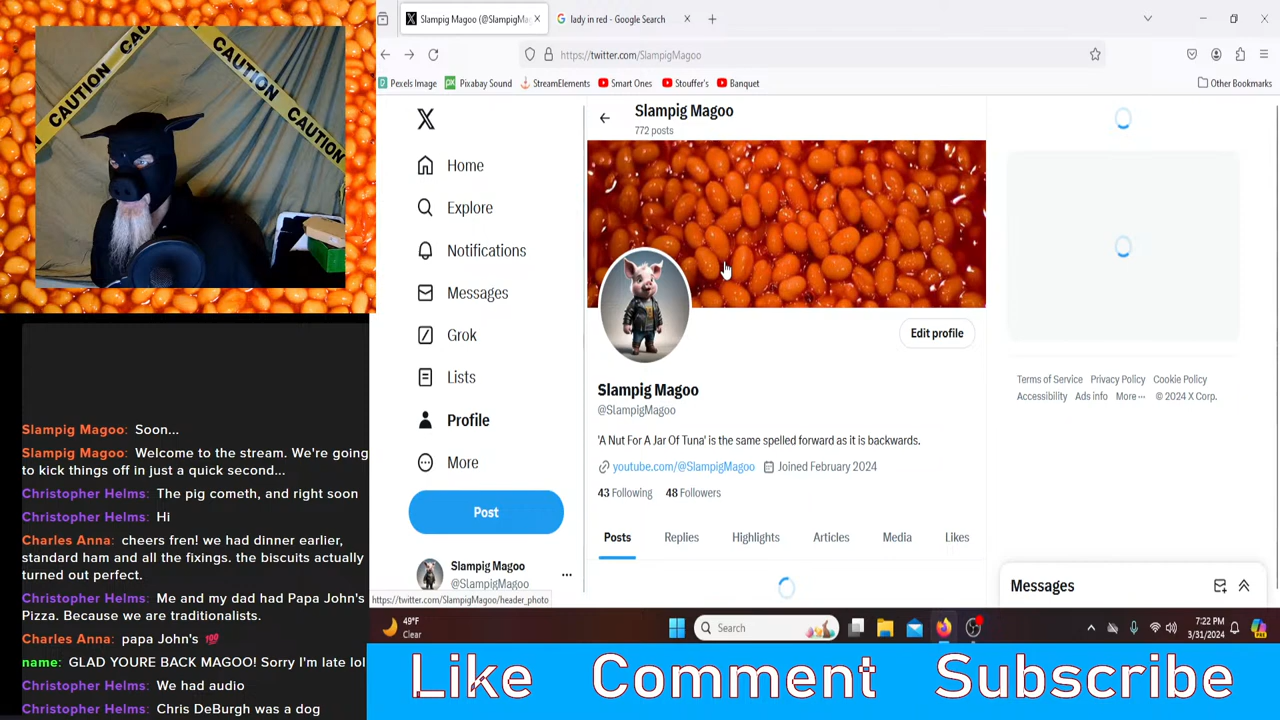 CAUTION
CAUTION
CAUTION
CAUTION
CAUTION
Slampig Magoo: Soon...
Slampig Magoo: Welcome to the stream. We're going
to kick things off in just a quick second...
Christopher Helms: The pig cometh, and right soon
Christopher Helms: Hi
Charles Anna: cheers fren! we had dinner earlier,
standard ham and all the fixings. the biscuits actually
turned out perfect.
Christopher Helms: Me and my dad had Papa John's
Pizza. Because we are traditionalists.
Charles Anna: papa John's 💯
name: GLAD YOURE BACK MAGOO! Sorry I'm late lol
Christopher Helms: We had audio
Christopher Helms: Chris DeBurgh was a dog
Slampig Magoo (@SlampigMa
lady in red - Google Search
https://twitter.com/SlampigMagoo
Pexels Image
Pixabay Sound
StreamElements
Smart Ones
Stouffer's
Banquet
Other Bookmarks
Home
Explore
Notifications
Messages
Grok
Lists
Profile
More
Post
Slampig Magoo
@SlampigMagoo
Slampig Magoo
772 posts
Edit profile
Slampig Magoo
@SlampigMagoo
'A Nut For A Jar Of Tuna' is the same spelled forward as it is backwards.
youtube.com/@SlampigMagoo Joined February 2024
43 Following 48 Followers
Posts Replies Highlights Articles Media Likes
Terms of Service Privacy Policy Cookie Policy
Accessibility Ads info More ··· © 2024 X Corp.
Messages
https://twitter.com/SlampigMagoo/header_photo
49°F
Clear
Search
7:22 PM
3/31/2024
Like Comment Subscribe